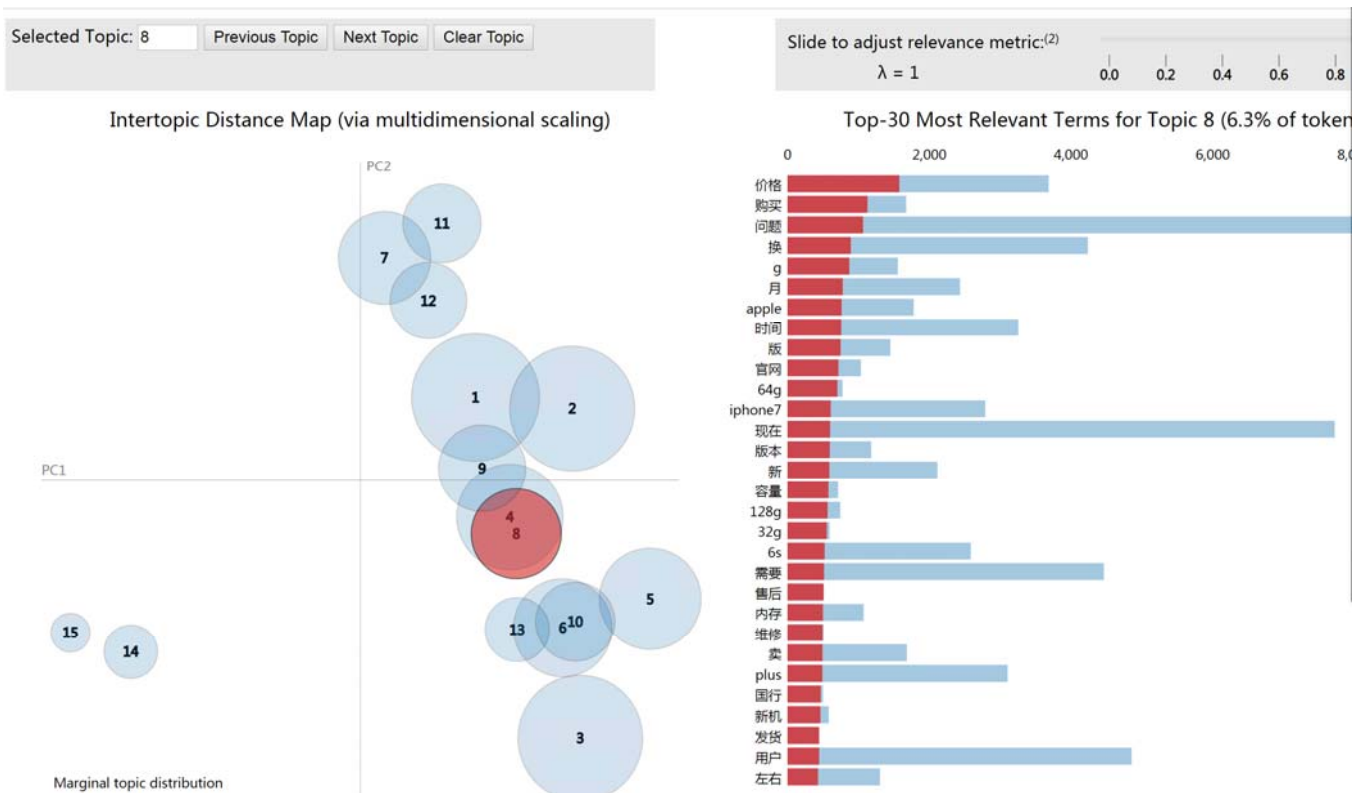 Selected Topic: 8 Previous Topic Next Topic Clear Topic
Slide to adjust relevance metric:(2)
λ = 1
0.0 0.2 0.4 0.6 0.8
Intertopic Distance Map (via multidimensional scaling)
PC2
PC1
11
7
12
1
2
9
4
8
5
10
6
13
15
14
3
Marginal topic distribution
Top-30 Most Relevant Terms for Topic 8 (6.3% of token
0 2,000 4,000 6,000 8,0
价格
购买
问题
换
g
月
apple
时间
版
官网
64g
iphone7
现在
版本
新
容量
128g
32g
6s
需要
售后
内存
维修
卖
plus
国行
新机
发货
用户
左右